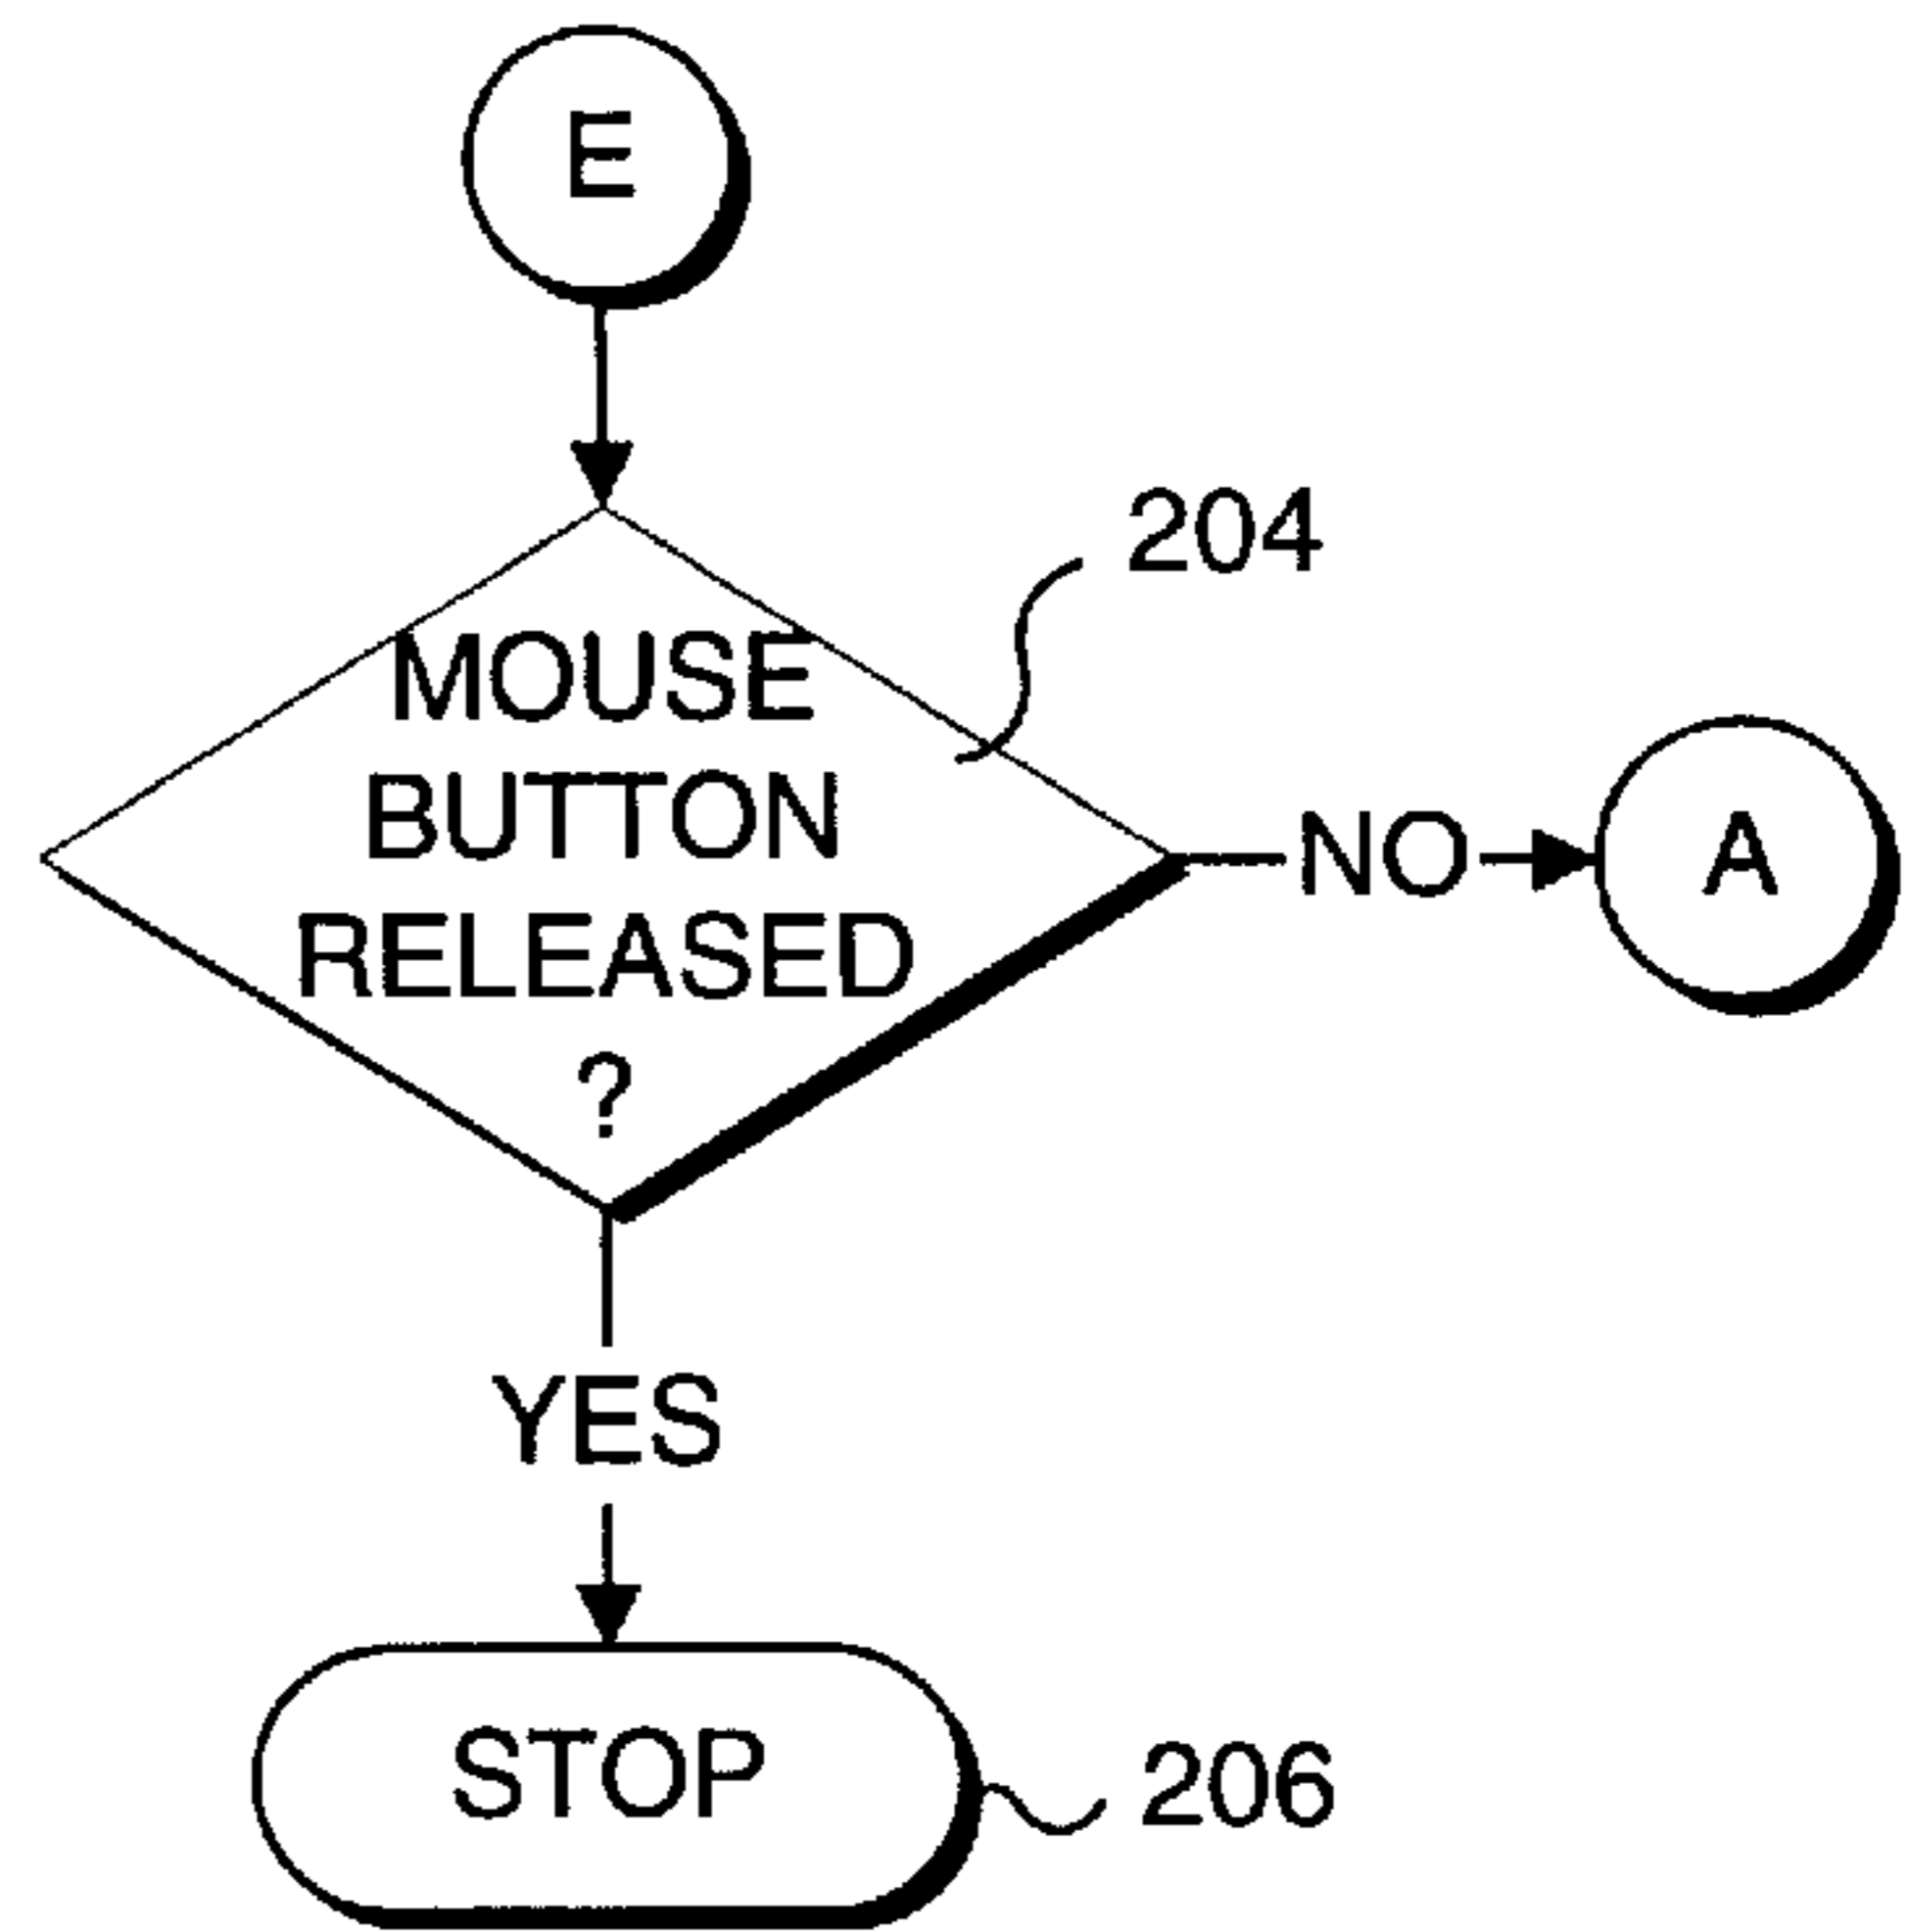 E
204
MOUSE
BUTTON
RELEASED
?
NO
A
YES
STOP
206